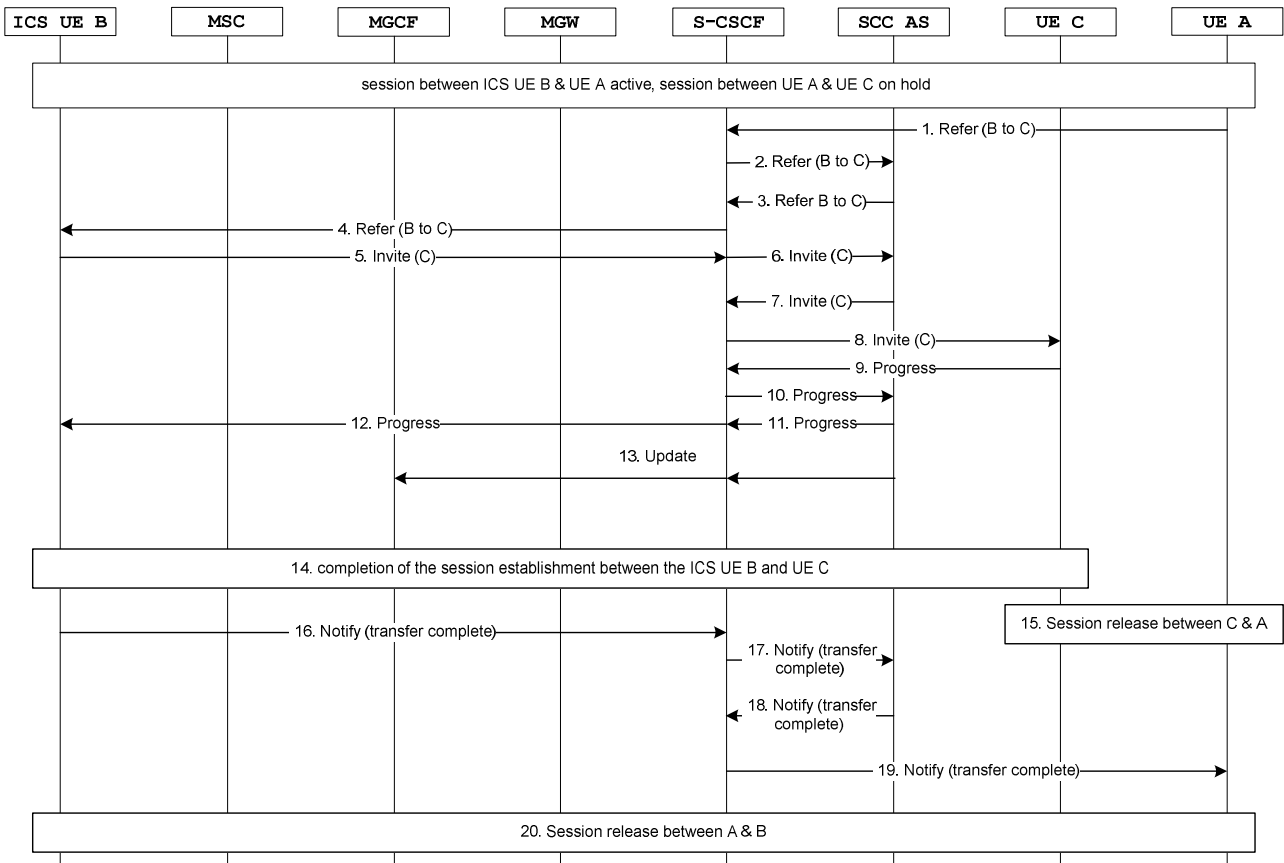 ICS UE B MSC MGCF MGW S-CSCF SCC AS UE C UE A
session between ICS UE B & UE A active, session between UE A & UE C on hold
1. Refer (B to C)
2. Refer (B to C)
3. Refer B to C)
4. Refer (B to C)
5. Invite (C) 6. Invite (C)
7. Invite (C)
8. Invite (C)
9. Progress
10. Progress
12. Progress 11. Progress
13. Update
14. completion of the session establishment between the ICS UE B and UE C
15. Session release between C & A
16. Notify (transfer complete)
17. Notify (transfer
complete)
18. Notify (transfer
complete)
19. Notify (transfer complete)
20. Session release between A & B